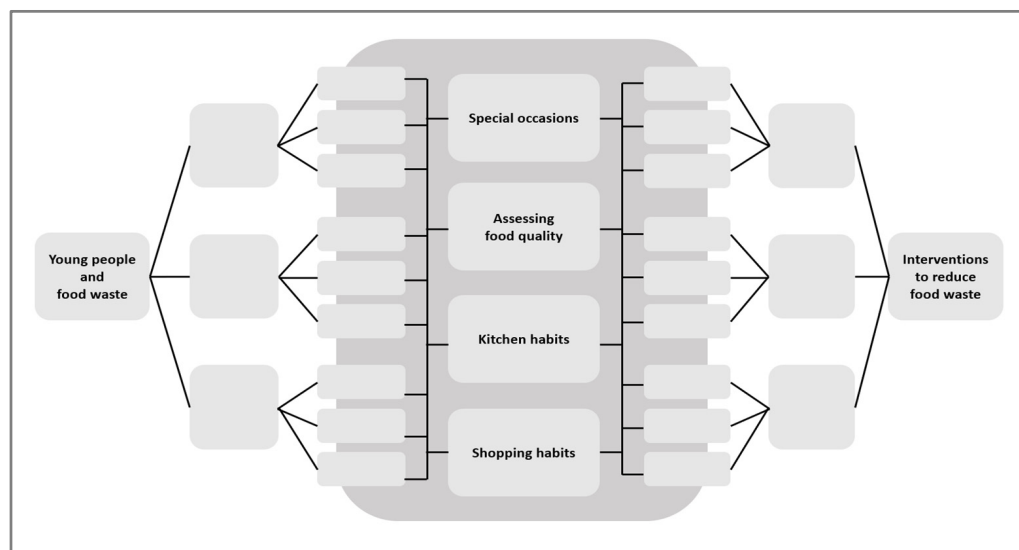 Young people
and
food waste
Special occasions
Assessing
food quality
Kitchen habits
Shopping habits
Interventions
to reduce
food waste